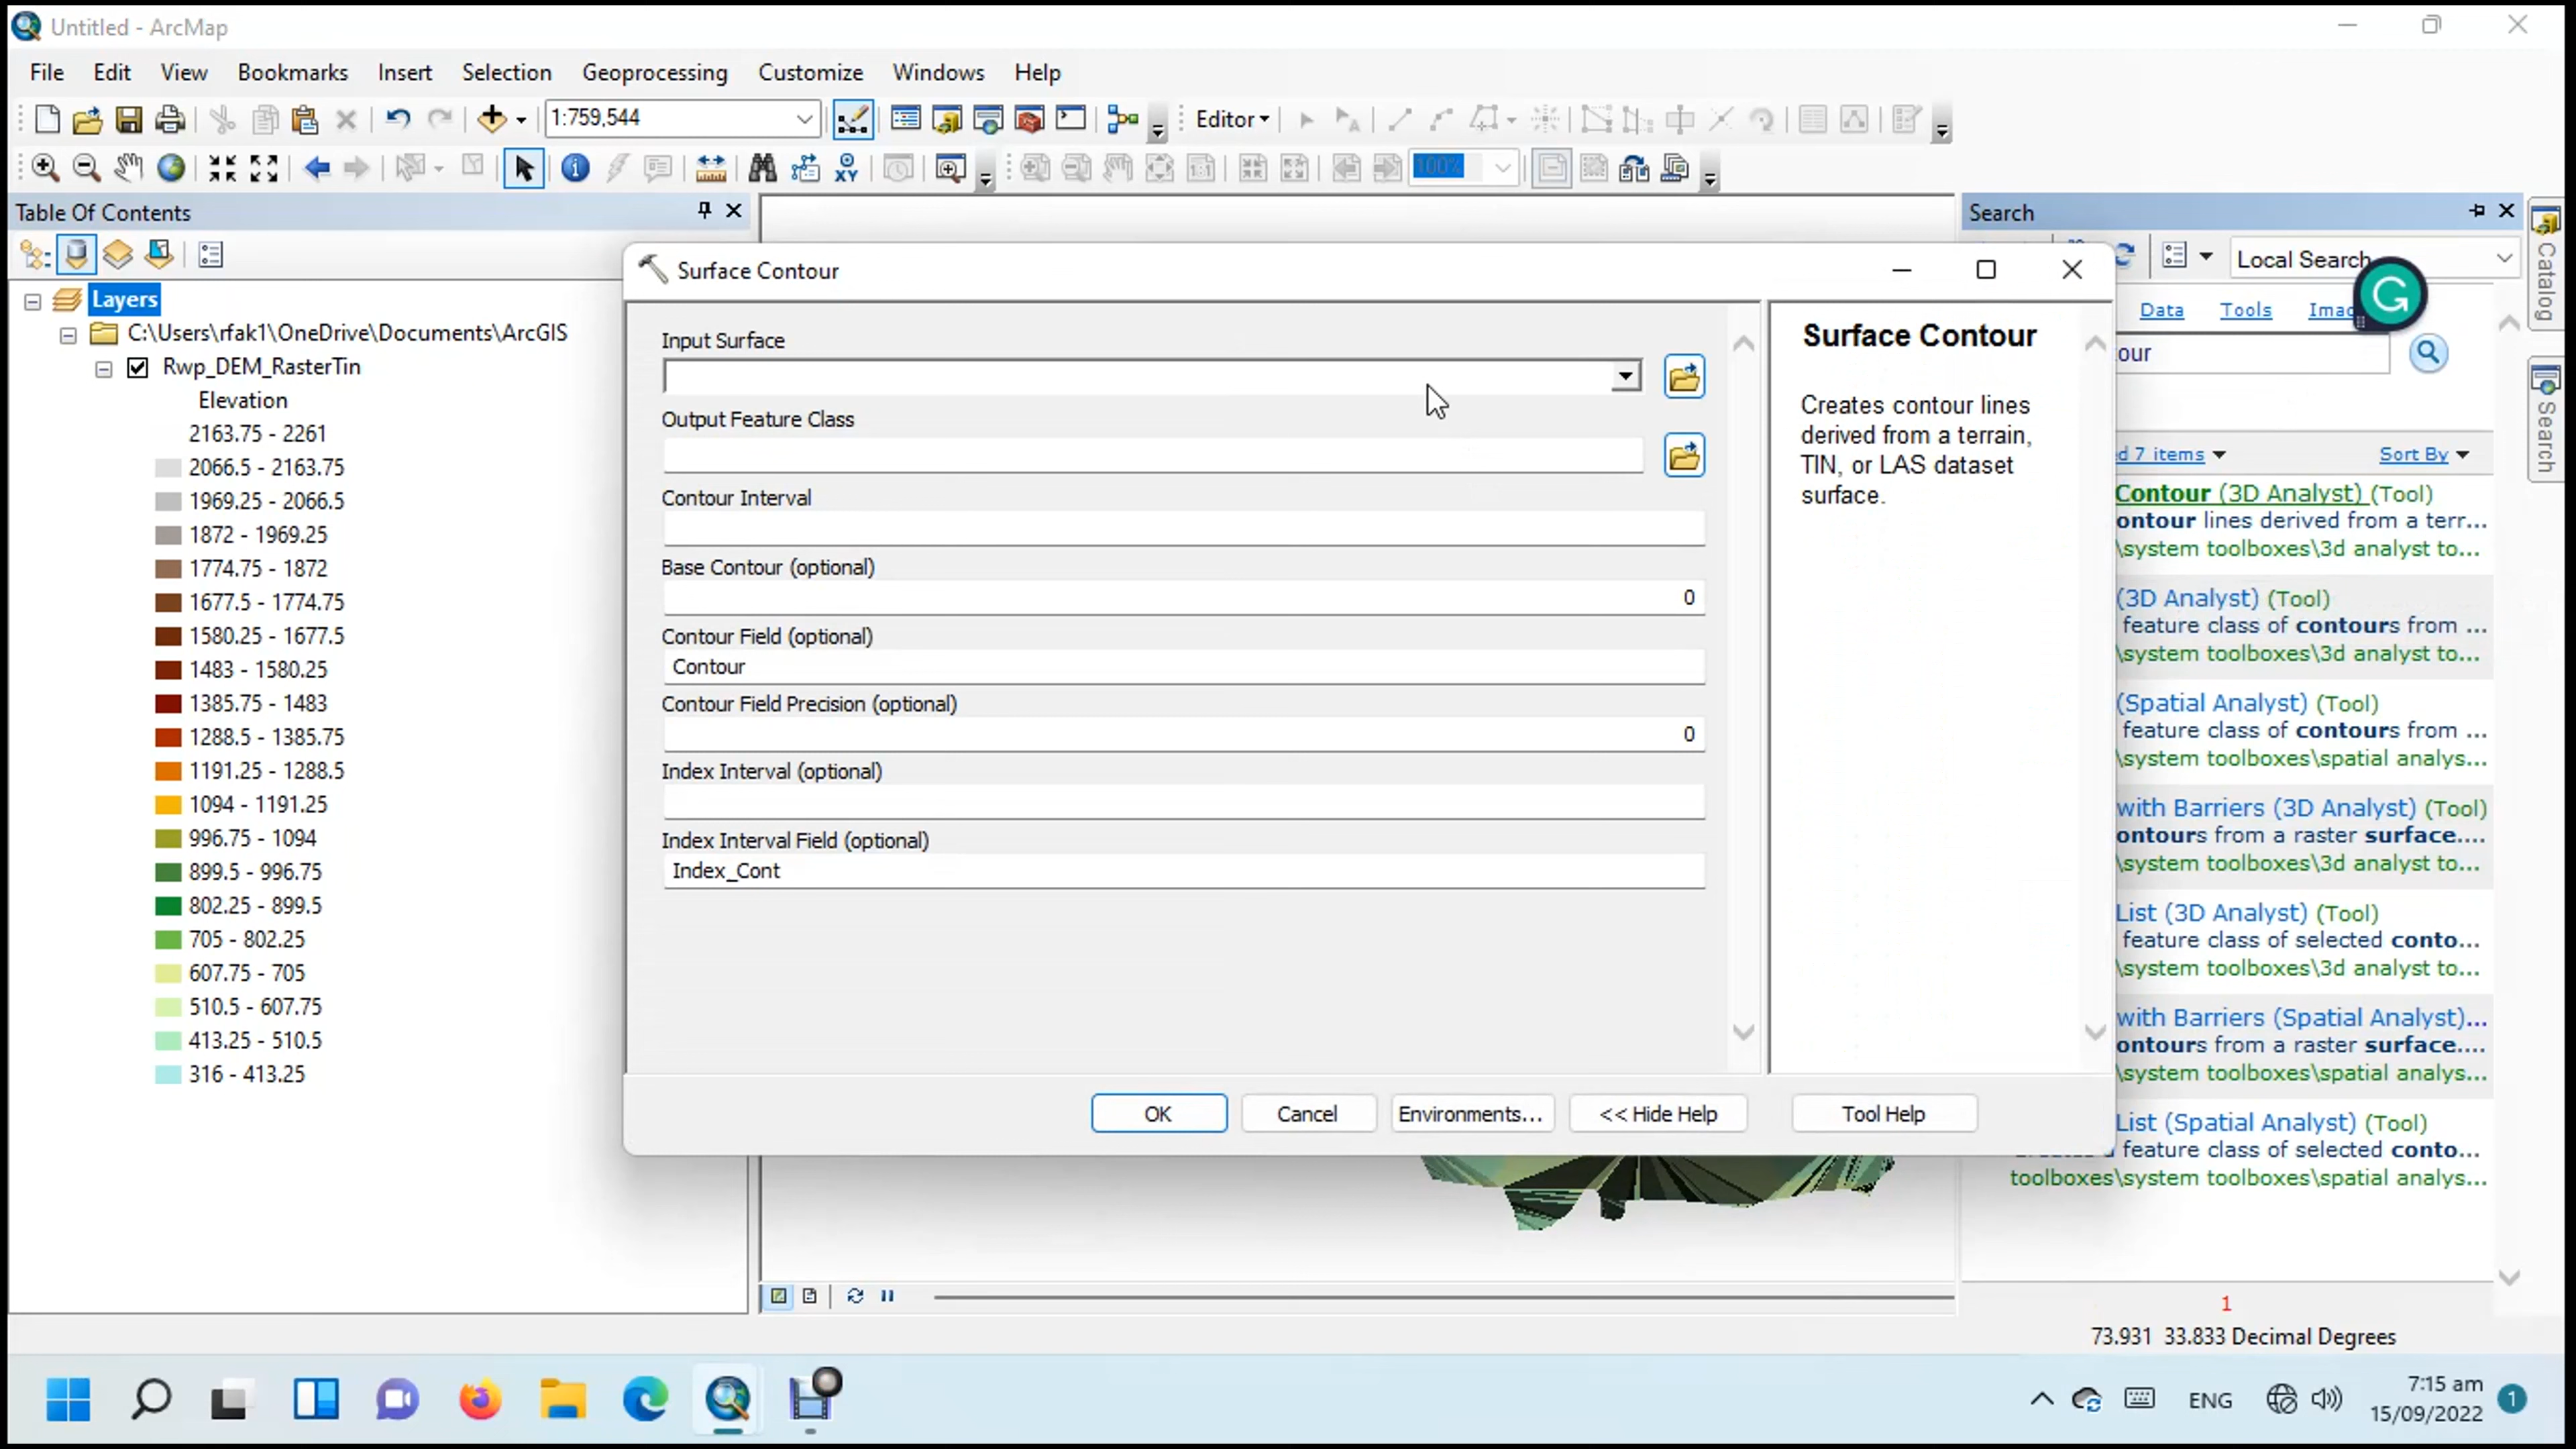 Untitled - ArcMap
File Edit View Bookmarks Insert Selection Geoprocessing Customize Windows Help
1:759,544
Editor
100%
Table Of Contents
Layers
C:\Users\rfak1\OneDrive\Documents\ArcGIS
Rwp_DEM_RasterTin
Elevation
2163.75 - 2261
2066.5 - 2163.75
1969.25 - 2066.5
1872 - 1969.25
1774.75 - 1872
1677.5 - 1774.75
1580.25 - 1677.5
1483 - 1580.25
1385.75 - 1483
1288.5 - 1385.75
1191.25 - 1288.5
1094 - 1191.25
996.75 - 1094
899.5 - 996.75
802.25 - 899.5
705 - 802.25
607.75 - 705
510.5 - 607.75
413.25 - 510.5
316 - 413.25
Surface Contour
Input Surface
Output Feature Class
Contour Interval
Base Contour (optional)
0
Contour Field (optional)
Contour
Contour Field Precision (optional)
0
Index Interval (optional)
Index Interval Field (optional)
Index_Cont
OK Cancel Environments... << Hide Help Tool Help
Surface Contour
Creates contour lines
derived from a terrain,
TIN, or LAS dataset
surface.
Search
Local Search
Data Tools Imag
our
d 7 items Sort By
Contour (3D Analyst) (Tool)
ontour lines derived from a terr...
\system toolboxes\3d analyst to...
(3D Analyst) (Tool)
feature class of contours from ...
\system toolboxes\3d analyst to...
(Spatial Analyst) (Tool)
feature class of contours from ...
\system toolboxes\spatial analys...
with Barriers (3D Analyst) (Tool)
ontours from a raster surface....
\system toolboxes\3d analyst to...
List (3D Analyst) (Tool)
feature class of selected conto...
\system toolboxes\3d analyst to...
with Barriers (Spatial Analyst)...
ontours from a raster surface....
\system toolboxes\spatial analys...
List (Spatial Analyst) (Tool)
feature class of selected conto...
toolboxes\system toolboxes\spatial analys...
1
Catalog
Search
73.931 33.833 Decimal Degrees
ENG
7:15 am
15/09/2022
1